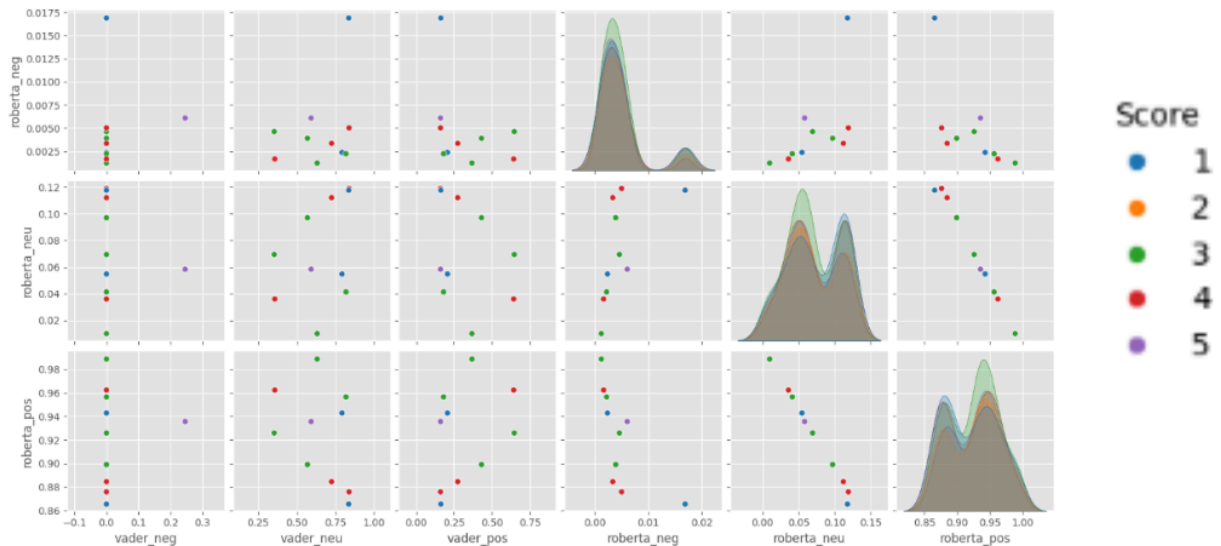 roberta_neg
0.0175
0.0150
0.0125
0.0100
0.0075
0.0050
0.0025
roberta_neu
0.12
0.10
0.08
0.06
0.04
0.02
roberta_pos
0.98
0.96
0.94
0.92
0.90
0.88
0.86
−0.1 0.0 0.1 0.2 0.3
vader_neg
0.25 0.50 0.75 1.00
vader_neu
0.00 0.25 0.50 0.75
vader_pos
0.00 0.01 0.02
roberta_neg
0.00 0.05 0.10 0.15
roberta_neu
0.85 0.90 0.95 1.00
roberta_pos
Score
1
2
3
4
5